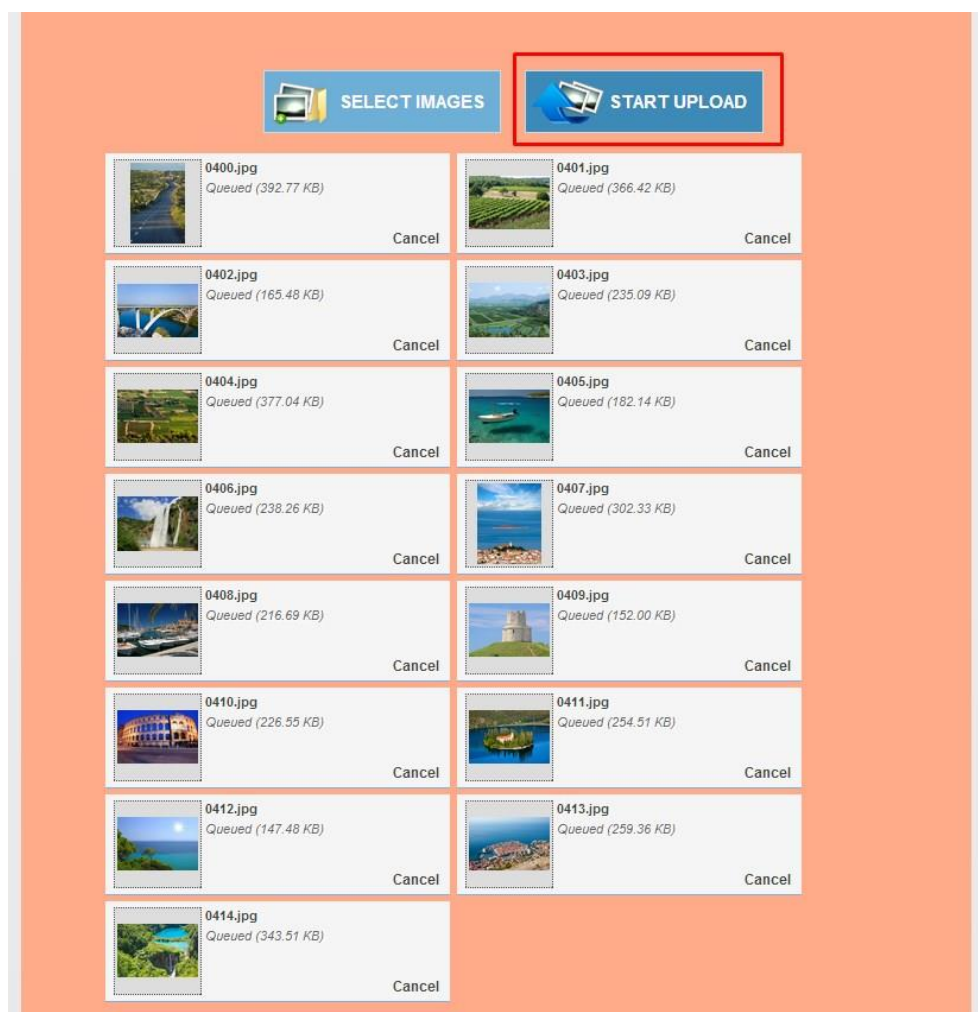 SELECT IMAGES
START UPLOAD
0400.jpg
Queued (392.77 KB)
Cancel
0401.jpg
Queued (366.42 KB)
Cancel
0402.jpg
Queued (165.48 KB)
Cancel
0403.jpg
Queued (235.09 KB)
Cancel
0404.jpg
Queued (377.04 KB)
Cancel
0405.jpg
Queued (182.14 KB)
Cancel
0406.jpg
Queued (238.26 KB)
Cancel
0407.jpg
Queued (302.33 KB)
Cancel
0408.jpg
Queued (216.69 KB)
Cancel
0409.jpg
Queued (152.00 KB)
Cancel
0410.jpg
Queued (226.55 KB)
Cancel
0411.jpg
Queued (254.51 KB)
Cancel
0412.jpg
Queued (147.48 KB)
Cancel
0413.jpg
Queued (259.36 KB)
Cancel
0414.jpg
Queued (343.51 KB)
Cancel